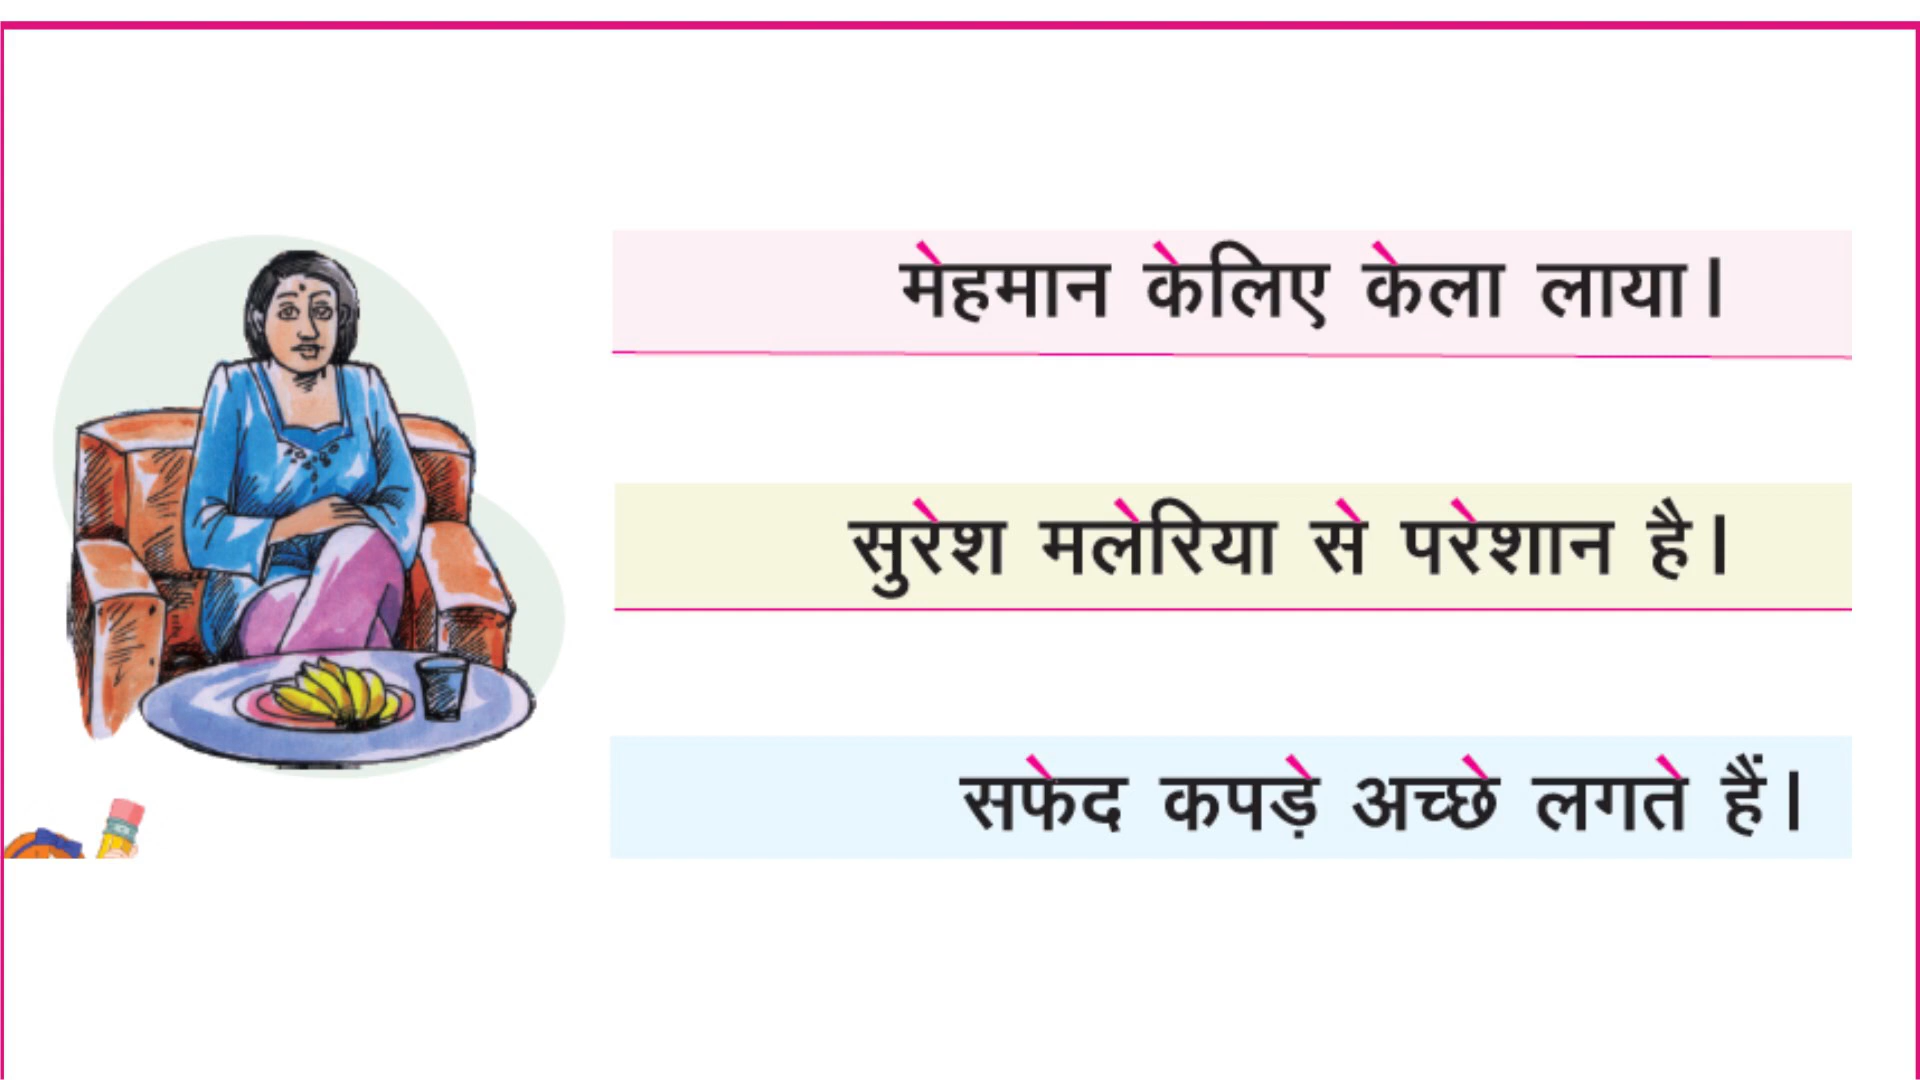 मेहमान केलिए केला लाया।
सुरेश मलेरिया से परेशान है।
सफेद कपड़े अच्छे लगते हैं।